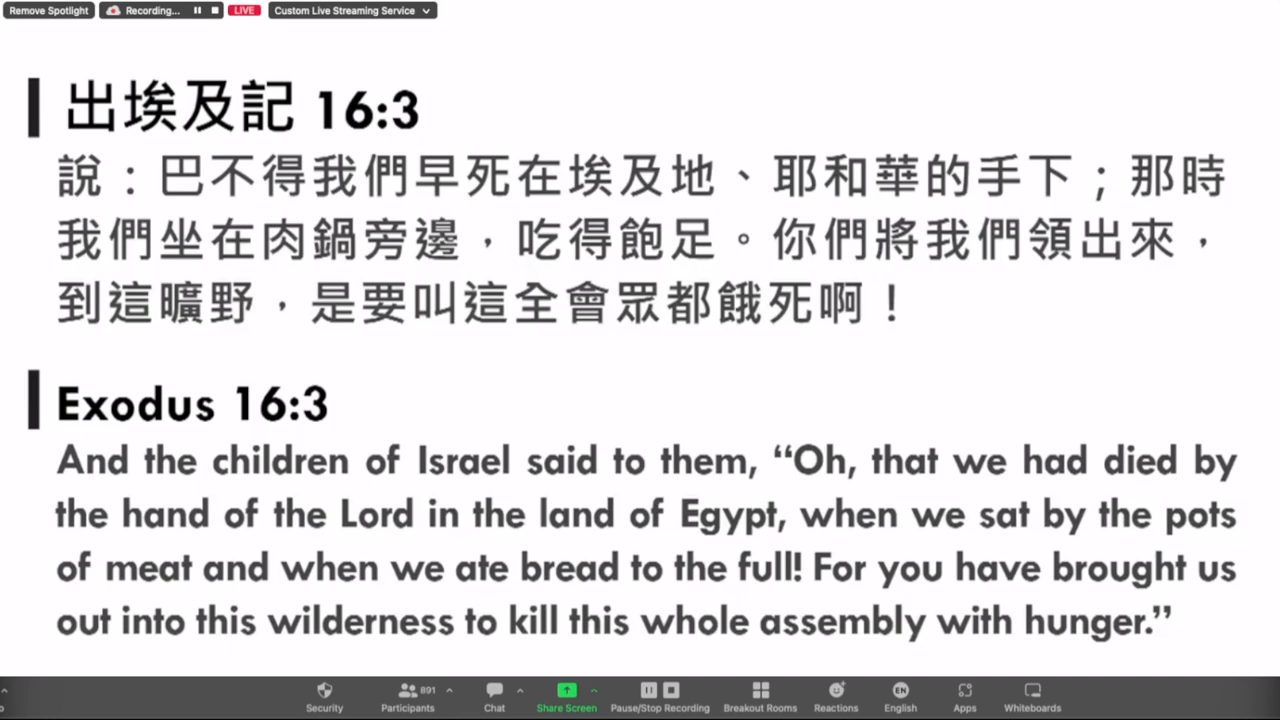 Remove Spotlight Recording... LIVE Custom Live Streaming Service
出埃及記 16:3
說：巴不得我們早死在埃及地、耶和華的手下；那時
我們坐在肉鍋旁邊，吃得飽足。你們將我們領出來，
到這曠野，是要叫這全會眾都餓死啊！
Exodus 16:3
And the children of Israel said to them, “Oh, that we had died by
the hand of the Lord in the land of Egypt, when we sat by the pots
of meat and when we ate bread to the full! For you have brought us
out into this wilderness to kill this whole assembly with hunger.”
891 EN
Security Participants Chat Share Screen Pause/Stop Recording Breakout Rooms Reactions English Apps Whiteboards